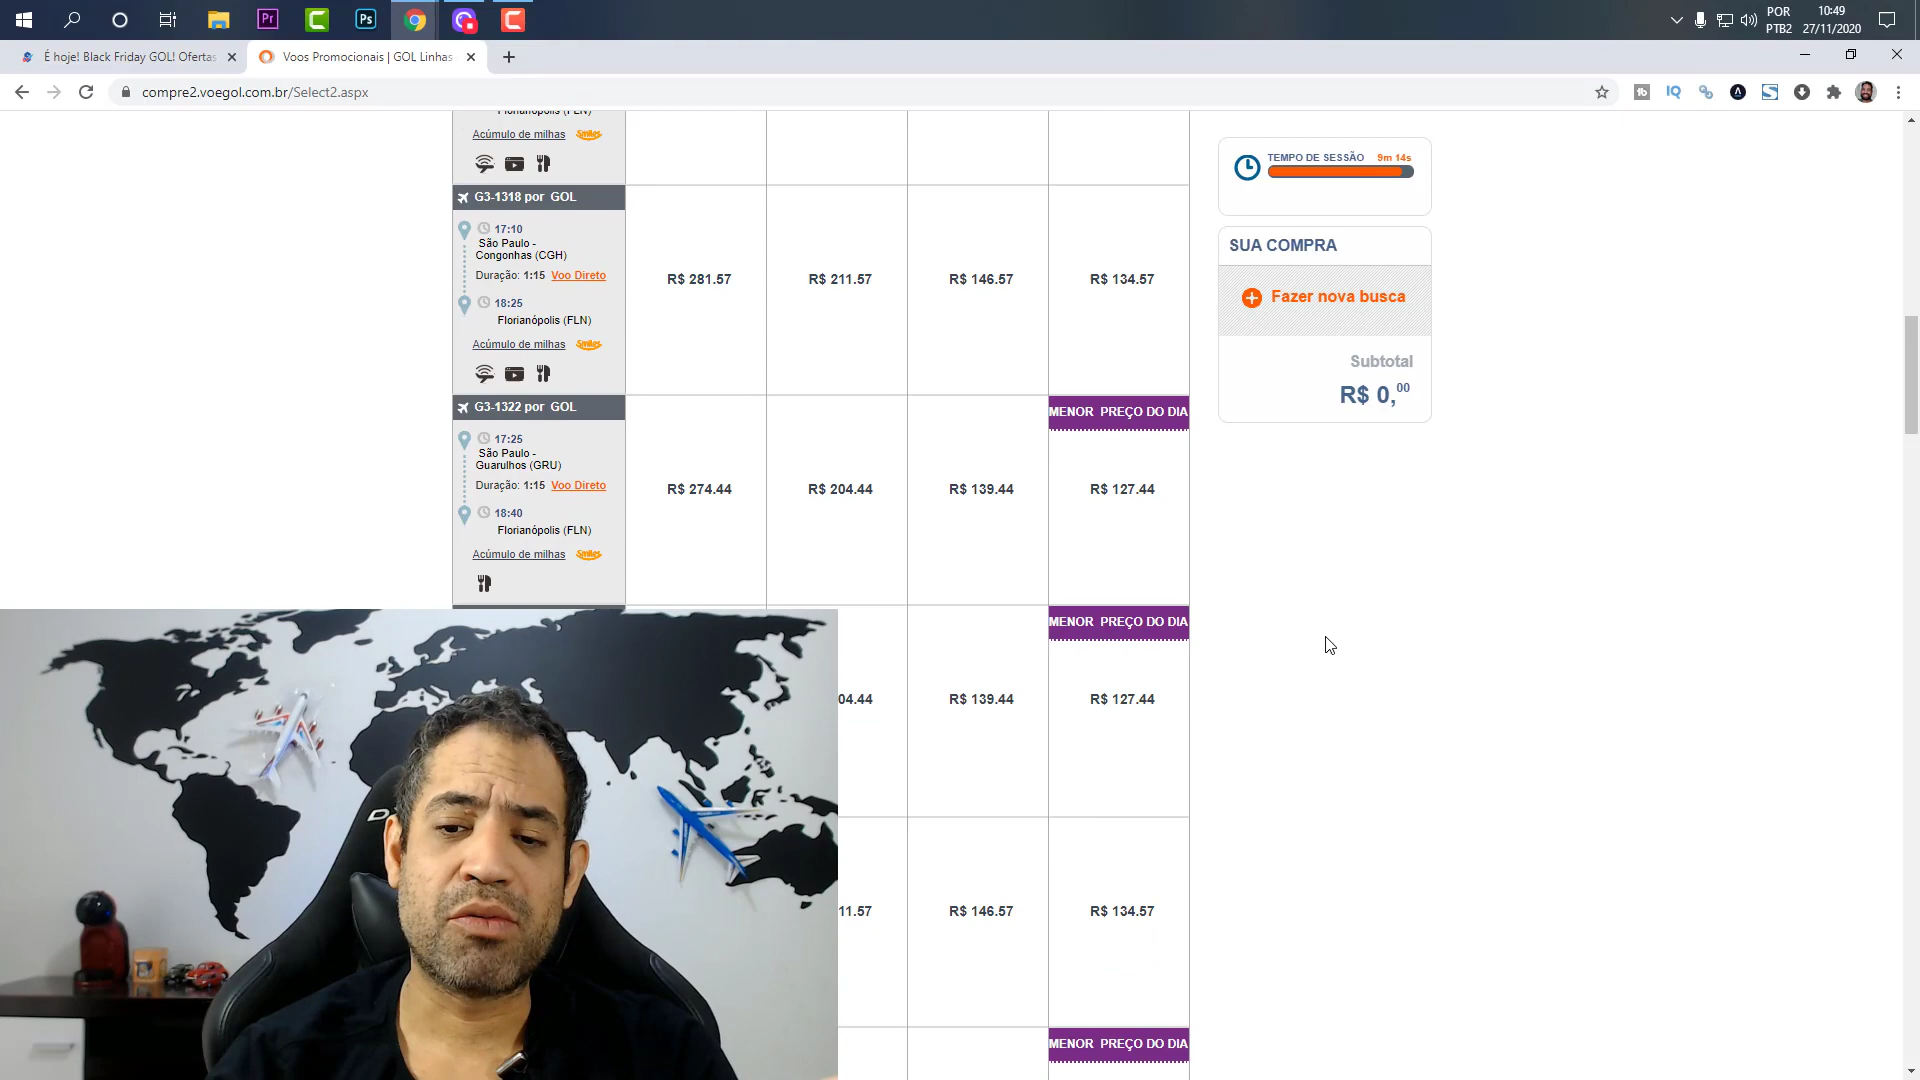 POR
PTB2
10:49
27/11/2020
É hoje! Black Friday GOL! Ofertas
Voos Promocionais | GOL Linhas
compre2.voegol.com.br/Select2.aspx
Florianópolis (FLN)
Acúmulo de milhas Smiles
G3-1318 por GOL
17:10
São Paulo -
Congonhas (CGH)
Duração: 1:15 Voo Direto
18:25
Florianópolis (FLN)
Acúmulo de milhas Smiles
R$ 281.57
R$ 211.57
R$ 146.57
R$ 134.57
G3-1322 por GOL
17:25
São Paulo -
Guarulhos (GRU)
Duração: 1:15 Voo Direto
18:40
Florianópolis (FLN)
Acúmulo de milhas Smiles
R$ 274.44
R$ 204.44
R$ 139.44
MENOR PREÇO DO DIA
R$ 127.44
04.44
R$ 139.44
MENOR PREÇO DO DIA
R$ 127.44
11.57
R$ 146.57
R$ 134.57
MENOR PREÇO DO DIA
TEMPO DE SESSÃO 9m 14s
SUA COMPRA
Fazer nova busca
Subtotal
R$ 0,00